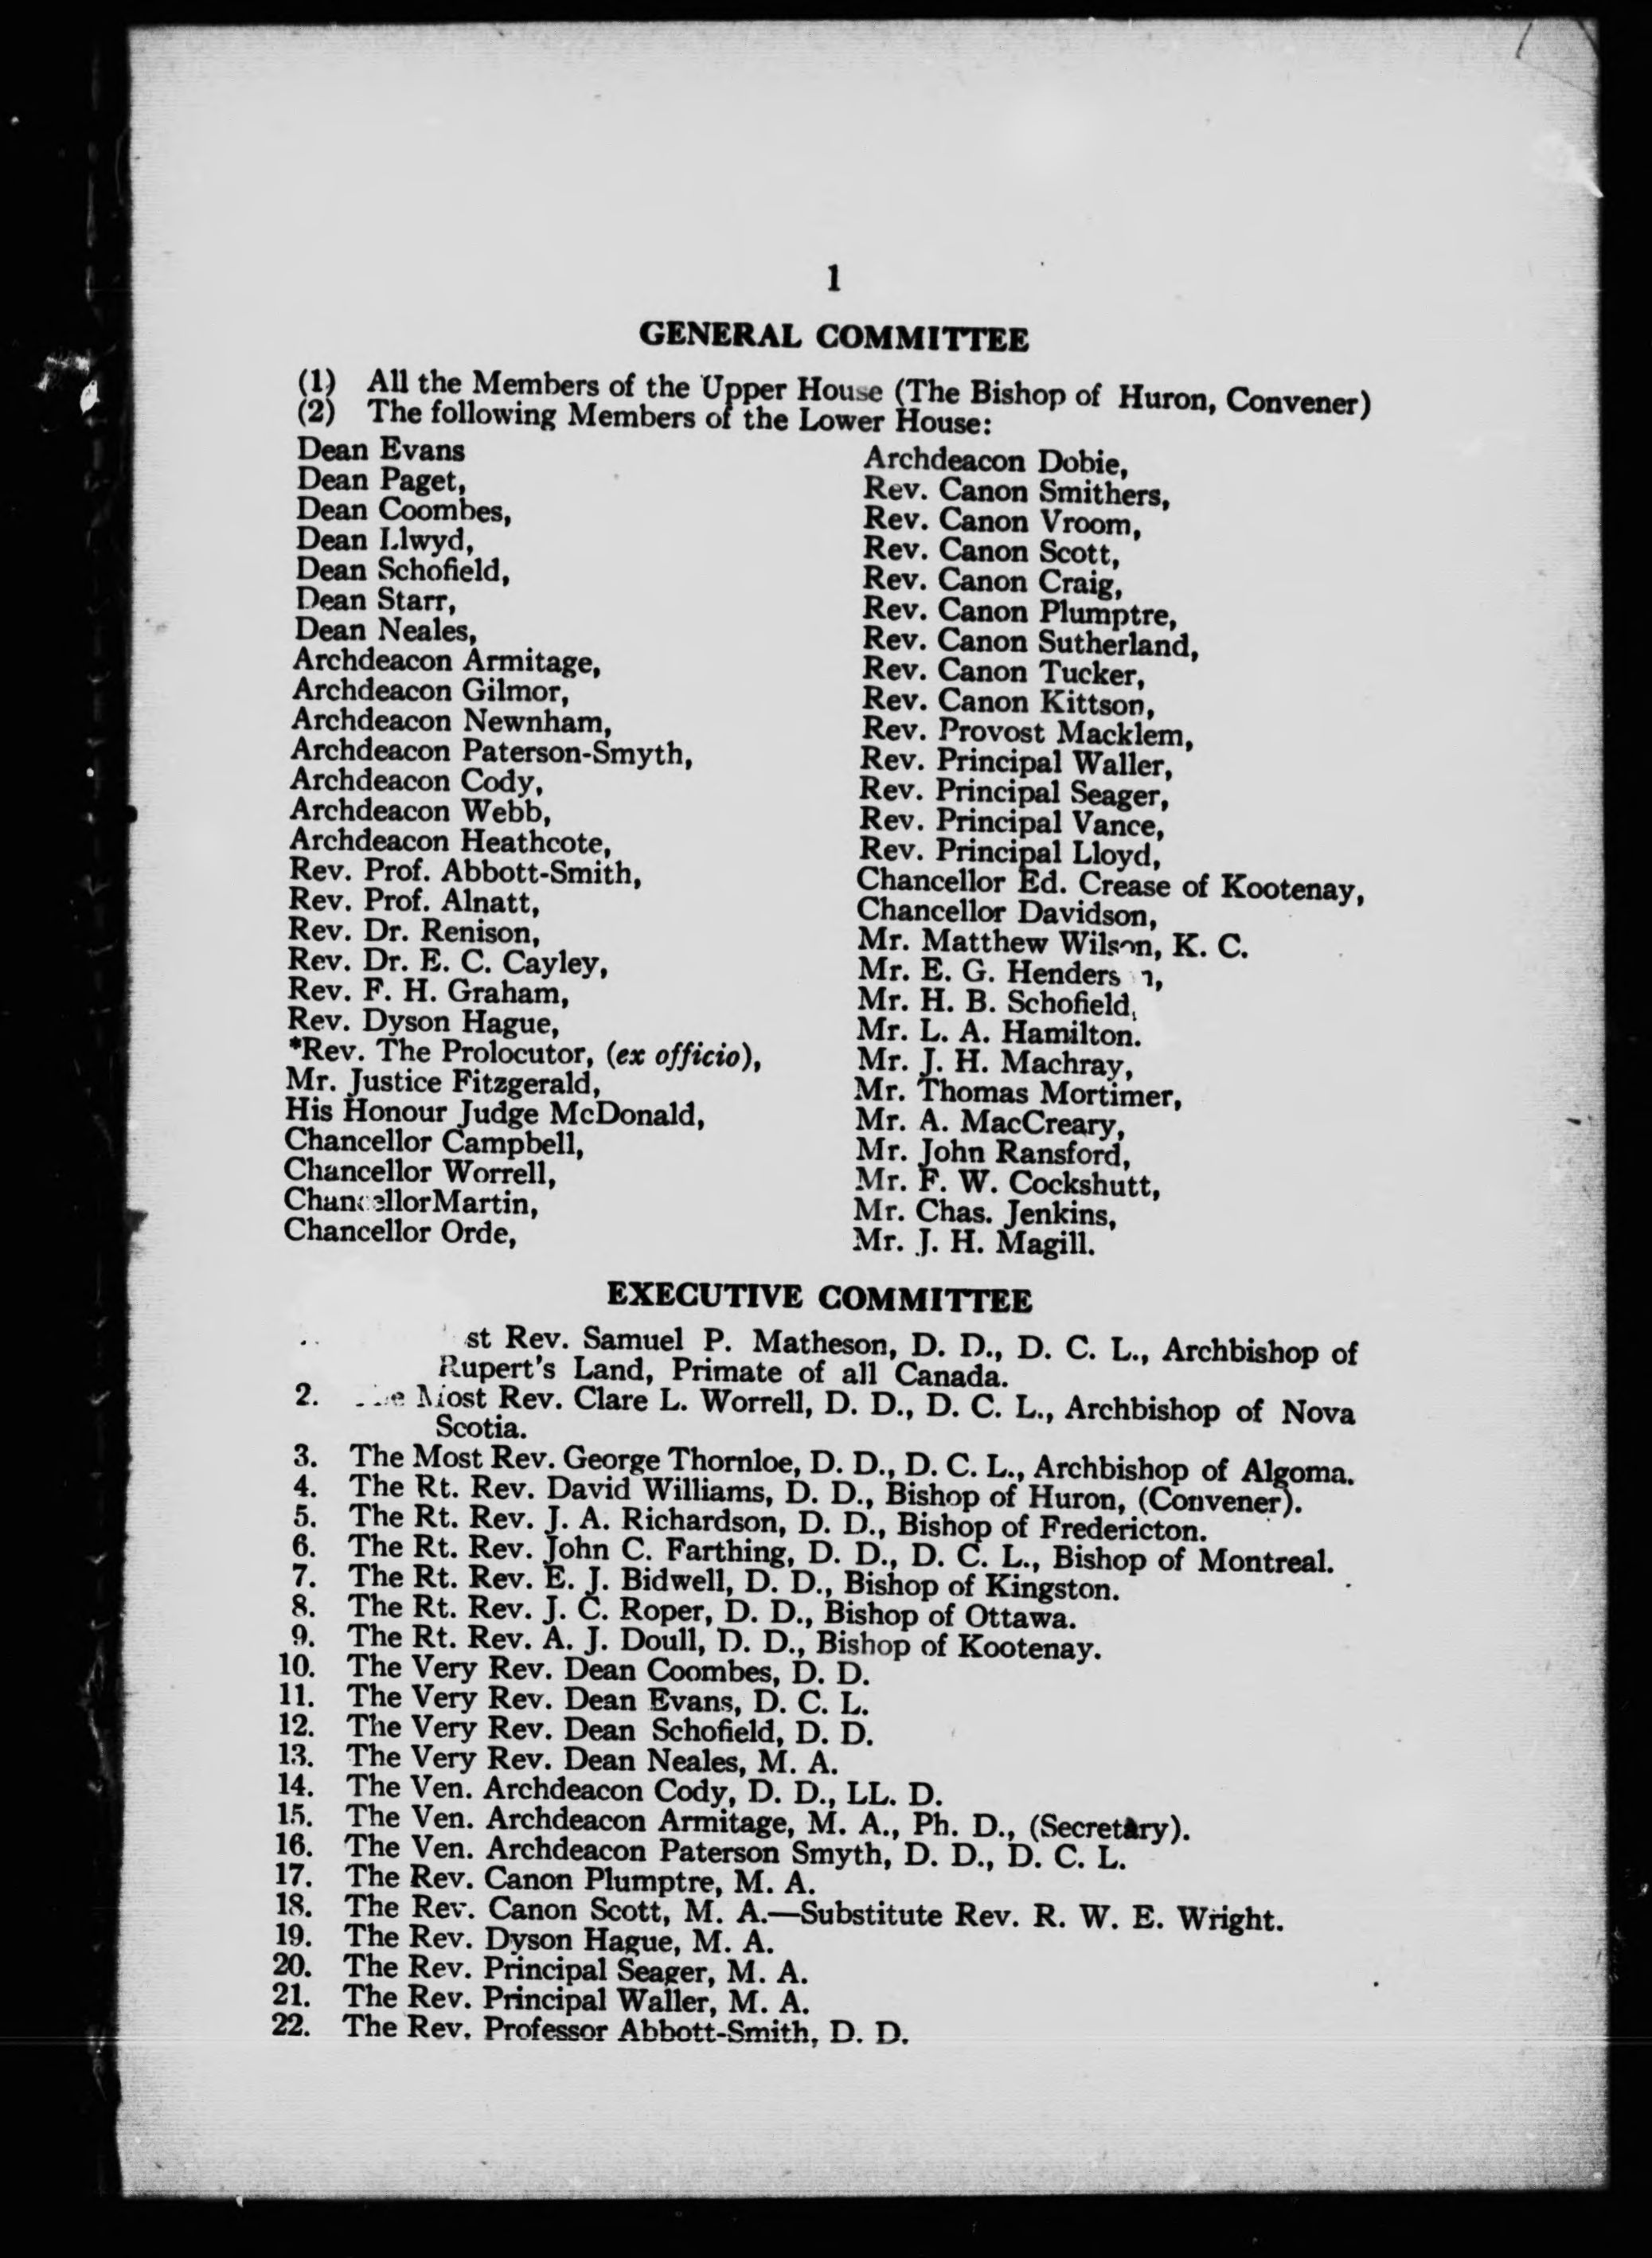 1
GENERAL COMMITTEE
(1) All the Members of the Upper House (The Bishop of Huron, Convener)
(2) The following Members of the Lower House:
Dean Evans
Dean Paget,
Dean Coombes,
Dean Llwyd,
Dean Schofield,
Dean Starr,
Dean Neales,
Archdeacon Armitage,
Archdeacon Gilmor,
Archdeacon Newnham,
Archdeacon Paterson-Smyth,
Archdeacon Cody,
Archdeacon Webb,
Archdeacon Heathcote,
Rev. Prof. Abbott-Smith,
Rev. Prof. Alnatt,
Rev. Dr. Renison,
Rev. Dr. E. C. Cayley,
Rev. F. H. Graham,
Rev. Dyson Hague,
*Rev. The Prolocutor, (ex officio),
Mr. Justice Fitzgerald,
His Honour Judge McDonald,
Chancellor Campbell,
Chancellor Worrell,
ChancellorMartin,
Chancellor Orde,
Archdeacon Dobie,
Rev. Canon Smithers,
Rev. Canon Vroom,
Rev. Canon Scott,
Rev. Canon Craig,
Rev. Canon Plumptre,
Rev. Canon Sutherland,
Rev. Canon Tucker,
Rev. Canon Kittson,
Rev. Provost Macklem,
Rev. Principal Waller,
Rev. Principal Seager,
Rev. Principal Vance,
Rev. Principal Lloyd,
Chancellor Ed. Crease of Kootenay,
Chancellor Davidson,
Mr. Matthew Wilson, K. C.
Mr. E. G. Henderson,
Mr. H. B. Schofield,
Mr. L. A. Hamilton.
Mr. J. H. Machray,
Mr. Thomas Mortimer,
Mr. A. MacCreary,
Mr. John Ransford,
Mr. F. W. Cockshutt,
Mr. Chas. Jenkins,
Mr. J. H. Magill.
EXECUTIVE COMMITTEE
st Rev. Samuel P. Matheson, D. D., D. C. L., Archbishop of
Rupert's Land, Primate of all Canada.
2. The Most Rev. Clare L. Worrell, D. D., D. C. L., Archbishop of Nova
Scotia.
3. The Most Rev. George Thornloe, D. D., D. C. L., Archbishop of Algoma.
4. The Rt. Rev. David Williams, D. D., Bishop of Huron, (Convener).
5. The Rt. Rev. J. A. Richardson, D. D., Bishop of Fredericton.
6. The Rt. Rev. John C. Farthing, D. D., D. C. L., Bishop of Montreal.
7. The Rt. Rev. E. J. Bidwell, D. D., Bishop of Kingston.
8. The Rt. Rev. J. C. Roper, D. D., Bishop of Ottawa.
9. The Rt. Rev. A. J. Doull, D. D., Bishop of Kootenay.
10. The Very Rev. Dean Coombes, D. D.
11. The Very Rev. Dean Evans, D. C. L.
12. The Very Rev. Dean Schofield, D. D.
13. The Very Rev. Dean Neales, M. A.
14. The Ven. Archdeacon Cody, D. D., LL. D.
15. The Ven. Archdeacon Armitage, M. A., Ph. D., (Secretary).
16. The Ven. Archdeacon Paterson Smyth, D. D., D. C. L.
17. The Rev. Canon Plumptre, M. A.
18. The Rev. Canon Scott, M. A.—Substitute Rev. R. W. E. Wright.
19. The Rev. Dyson Hague, M. A.
20. The Rev. Principal Seager, M. A.
21. The Rev. Principal Waller, M. A.
22. The Rev. Professor Abbott-Smith, D. D.